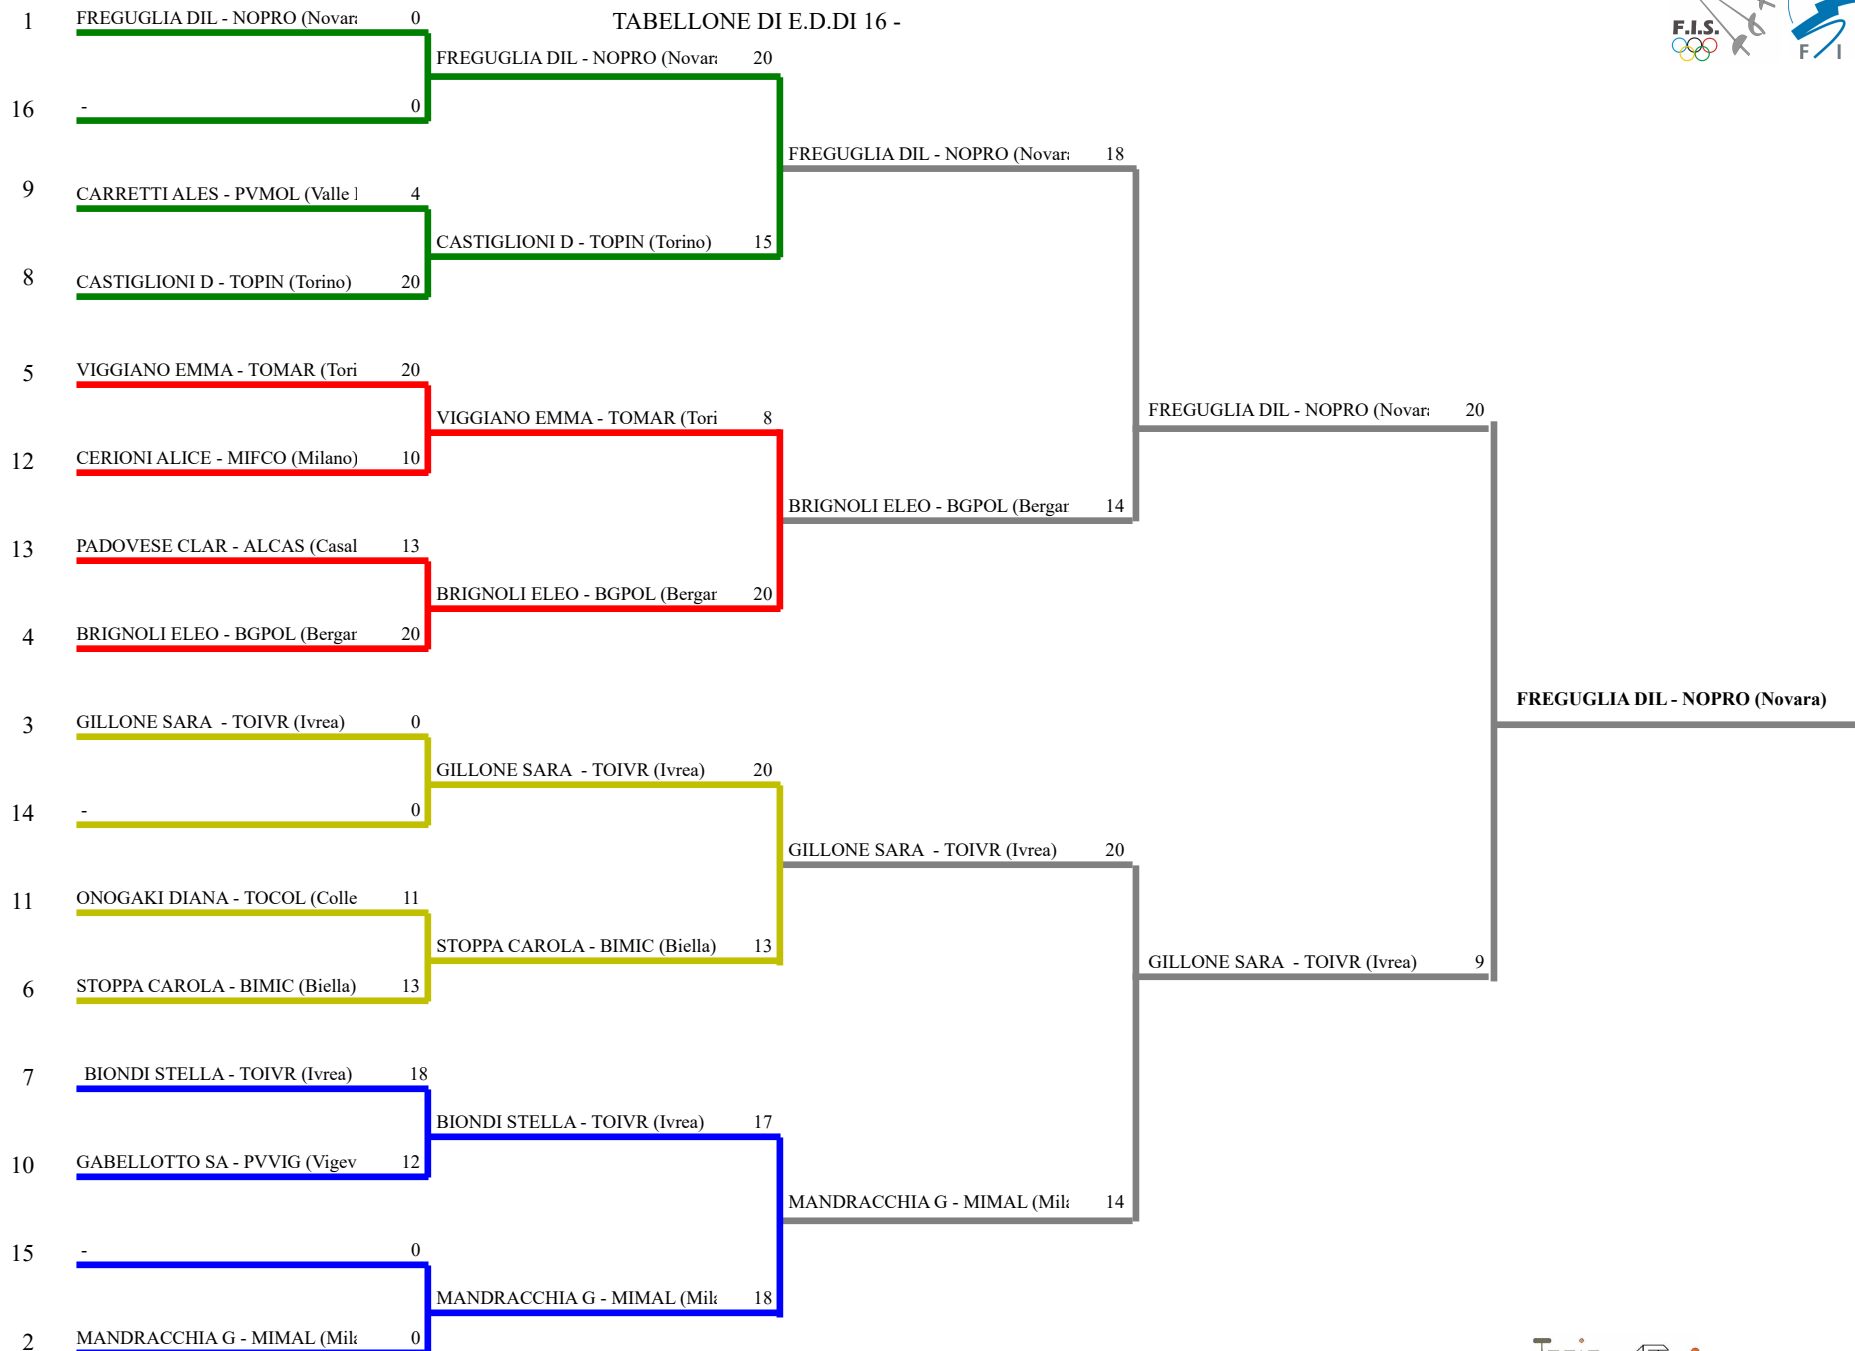 TABELLONE DI E.D.DI 16 -
F.I.S.
F I
1 FREGUGLIA DIL - NOPRO (Novar 0
16 - 0
9 CARRETTI ALES - PVMOL (Valle 4
8 CASTIGLIONI D - TOPIN (Torino) 20
5 VIGGIANO EMMA - TOMAR (Tori 20
12 CERIONI ALICE - MIFCO (Milano) 10
13 PADOVESE CLAR - ALCAS (Casal 13
4 BRIGNOLI ELEO - BGPOL (Bergar 20
3 GILLONE SARA - TOIVR (Ivrea) 0
14 - 0
11 ONOGAKI DIANA - TOCOL (Colle 11
6 STOPPA CAROLA - BIMIC (Biella) 13
7 BIONDI STELLA - TOIVR (Ivrea) 18
10 GABELLOTTO SA - PVVIG (Vigev 12
15 - 0
2 MANDRACCHIA G - MIMAL (Mila 0
FREGUGLIA DIL - NOPRO (Novar 20
CASTIGLIONI D - TOPIN (Torino) 15
VIGGIANO EMMA - TOMAR (Tori 8
BRIGNOLI ELEO - BGPOL (Bergar 20
GILLONE SARA - TOIVR (Ivrea) 20
STOPPA CAROLA - BIMIC (Biella) 13
BIONDI STELLA - TOIVR (Ivrea) 17
MANDRACCHIA G - MIMAL (Mila 18
FREGUGLIA DIL - NOPRO (Novar 18
BRIGNOLI ELEO - BGPOL (Bergar 14
GILLONE SARA - TOIVR (Ivrea) 20
MANDRACCHIA G - MIMAL (Mila 14
FREGUGLIA DIL - NOPRO (Novar 20
GILLONE SARA - TOIVR (Ivrea) 9
FREGUGLIA DIL - NOPRO (Novara)